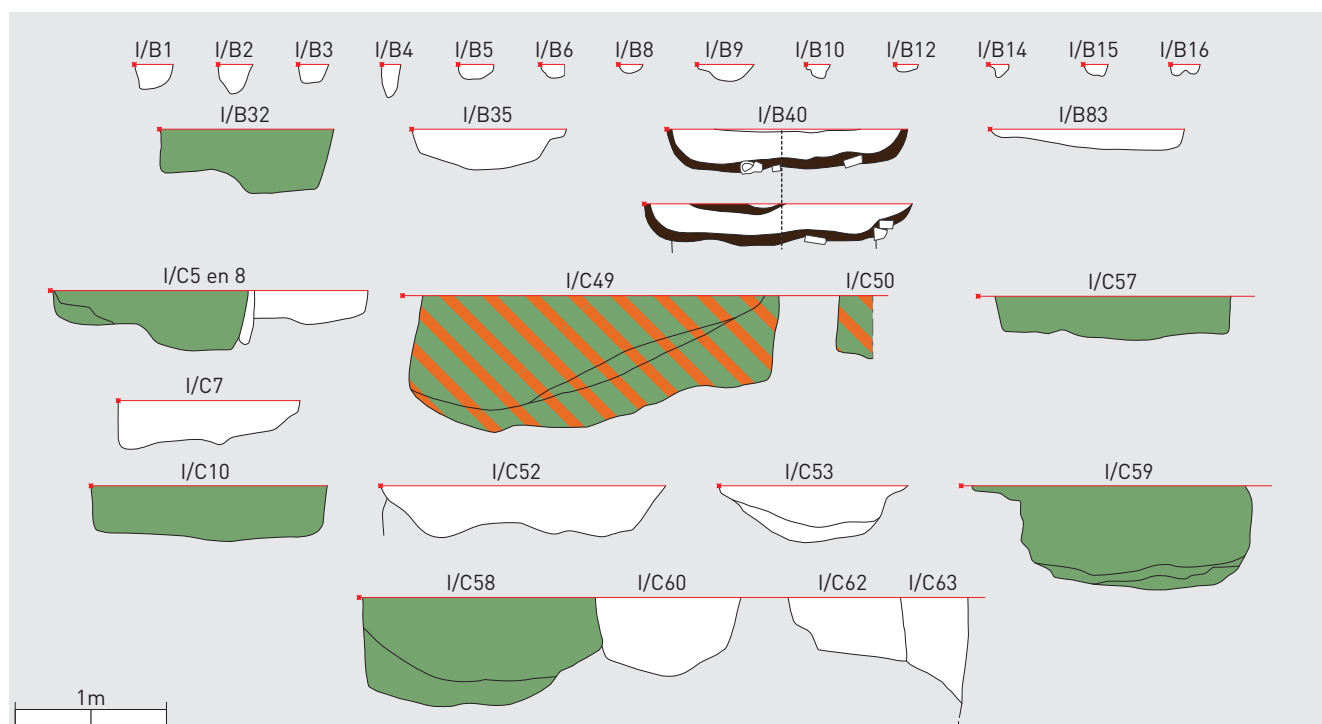 I/B1 I/B2 I/B3 I/B4 I/B5 I/B6 I/B8 I/B9 I/B10 I/B12 I/B14 I/B15 I/B16
I/B32 I/B35 I/B40 I/B83
I/C5 en 8 I/C49 I/C50 I/C57
I/C7
I/C10 I/C52 I/C53 I/C59
I/C58 I/C60 I/C62 I/C63
1m